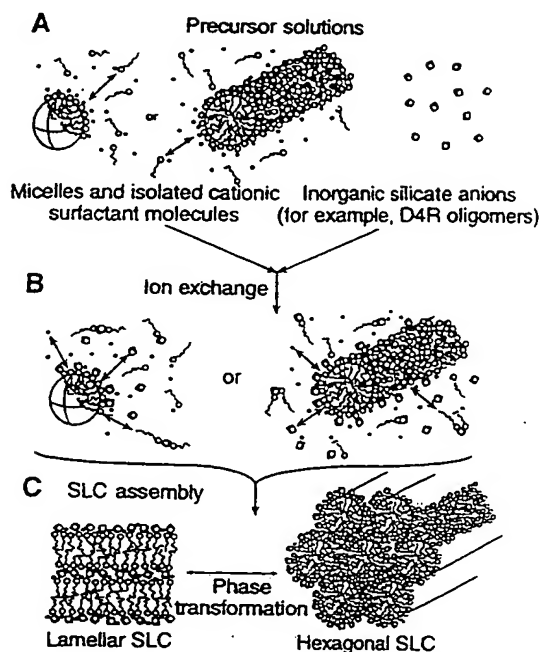 A
Precursor solutions
or
Micelles and isolated cationic
surfactant molecules
Inorganic silicate anions
(for example, D4R oligomers)
B
Ion exchange
or
C
SLC assembly
Phase
transformation
Lamellar SLC
Hexagonal SLC